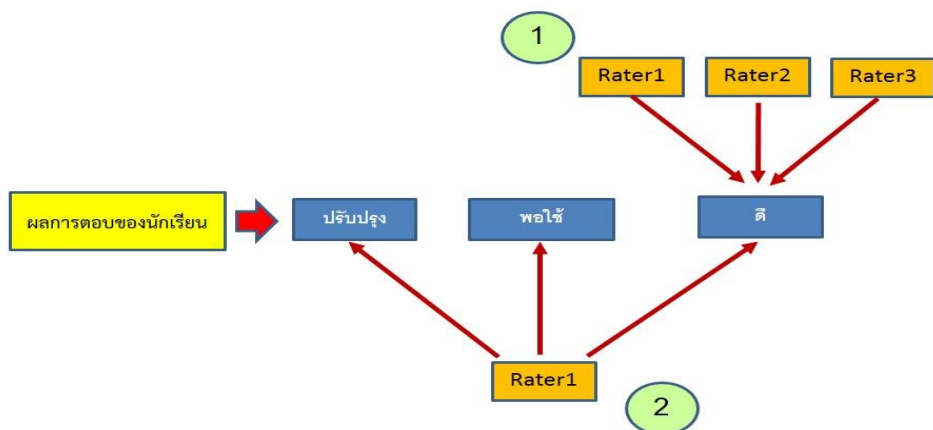 1
Rater1
Rater2
Rater3
ผลการตอบของนักเรียน
ปรับปรุง
พอใช้
ดี
Rater1
2